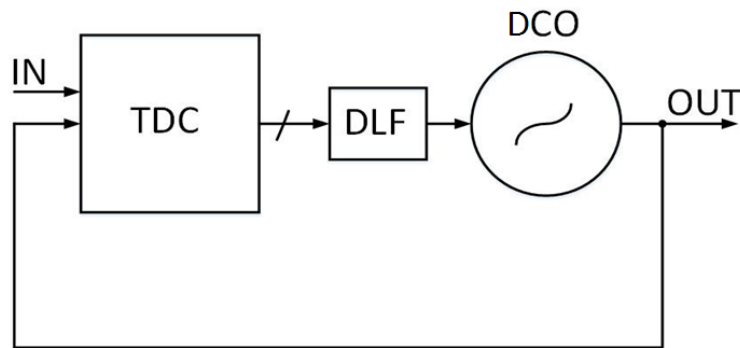 DCO
IN
OUT
TDC
DLF